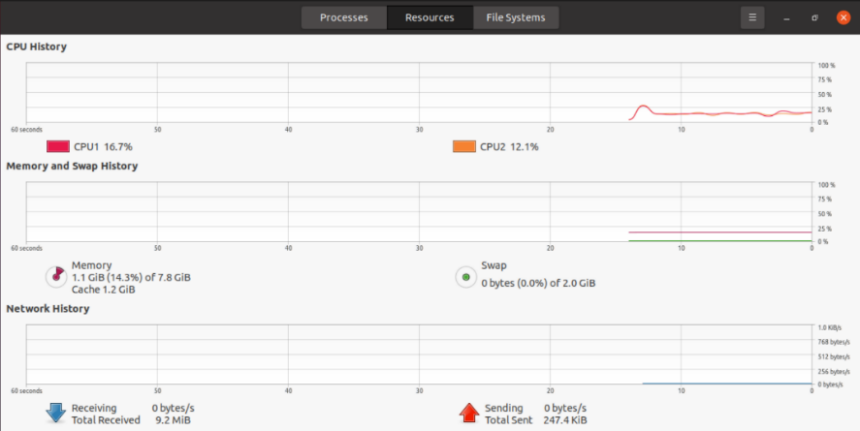 Processes Resources File Systems
CPU History
100 %
75 %
50 %
25 %
0 %
60 seconds 50 40 30 20 10 0
CPU1 16.7% CPU2 12.1%
Memory and Swap History
100 %
75 %
50 %
25 %
0 %
60 seconds 50 40 30 20 10 0
Memory Swap
1.1 GiB (14.3%) of 7.8 GiB 0 bytes (0.0%) of 2.0 GiB
Cache 1.2 GiB
Network History
1.0 KiB/s
768 bytes/s
512 bytes/s
256 bytes/s
0 bytes/s
60 seconds 50 40 30 20 10 0
Receiving 0 bytes/s Sending 0 bytes/s
Total Received 9.2 MiB Total Sent 247.4 KiB